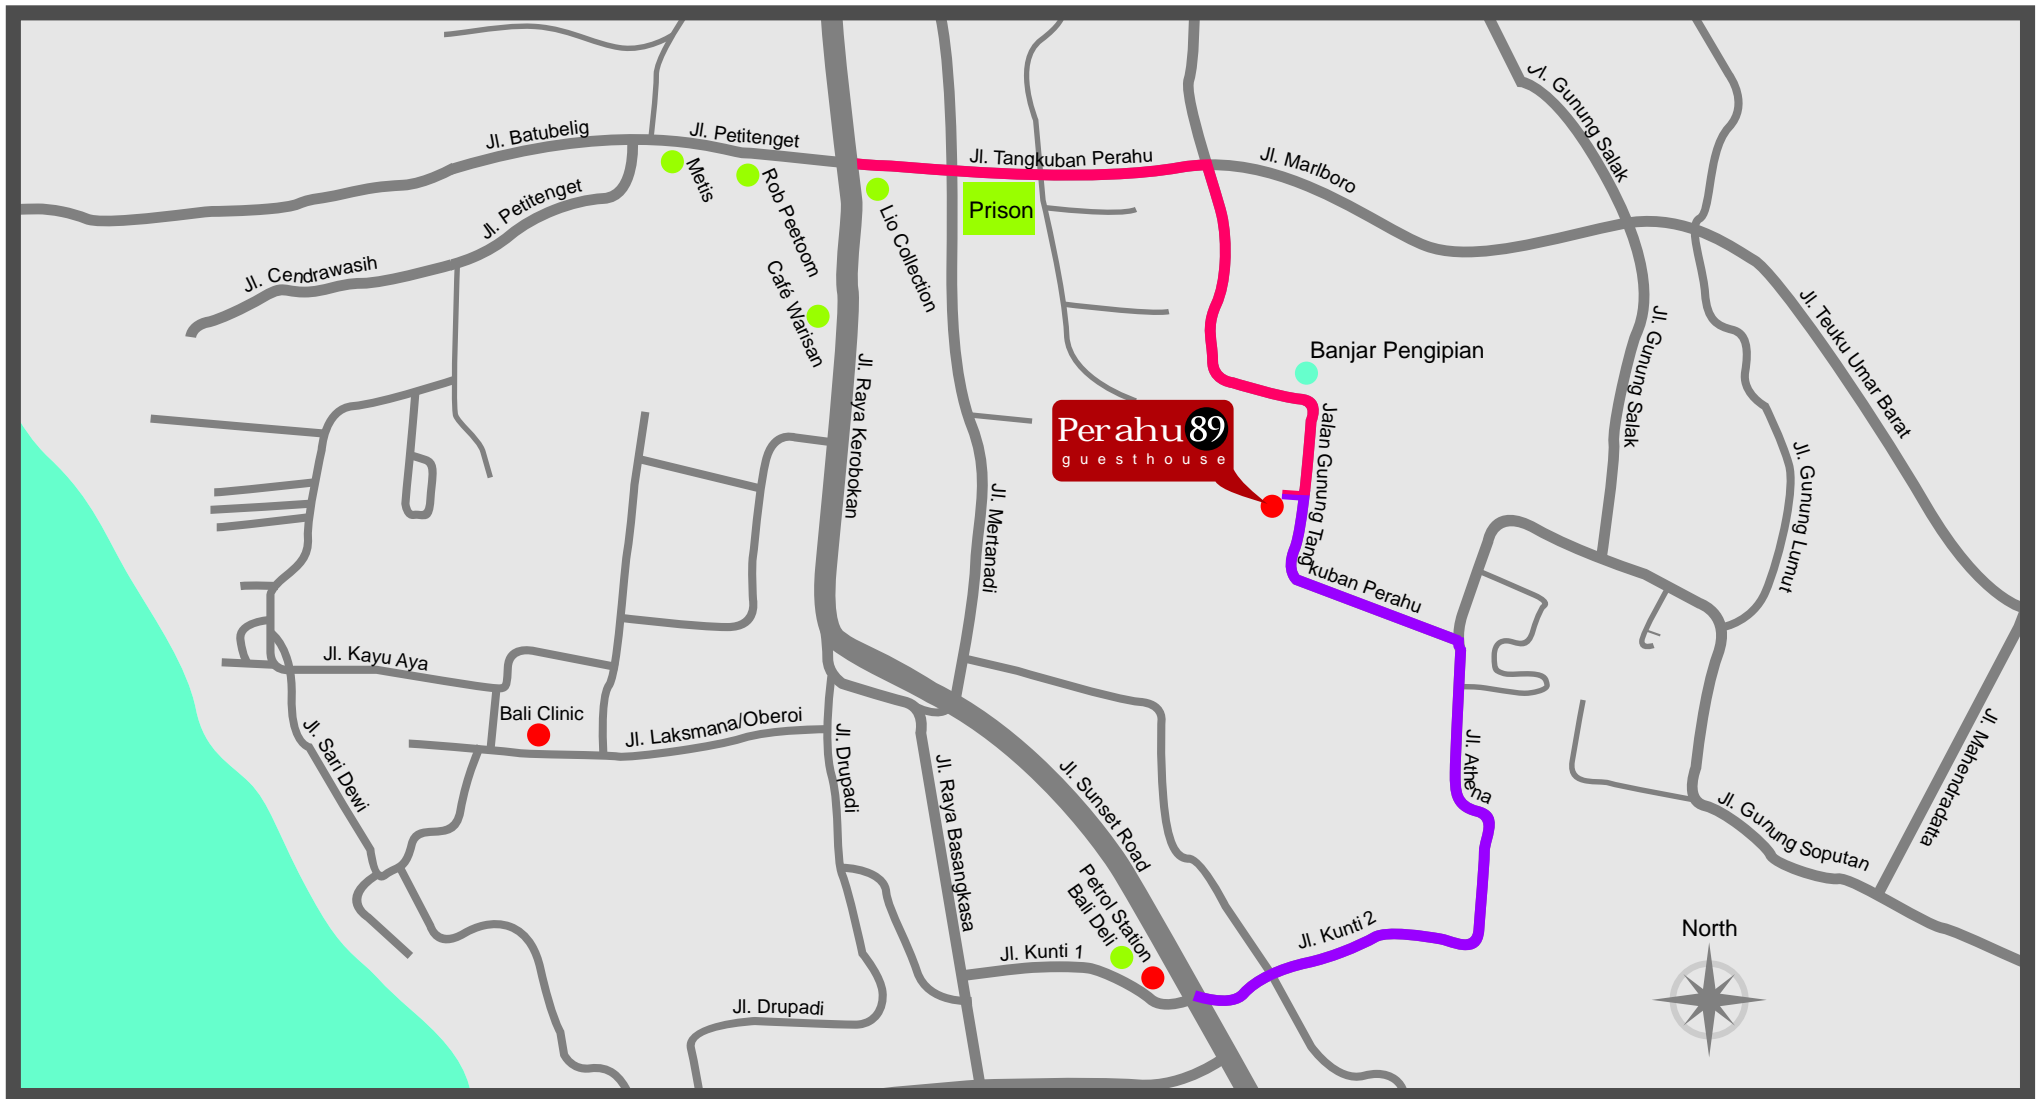 Jl. Batubelig
Jl. Petitenget
Metis
Rob Peetoom
Jl. Petitenget
Jl. Cendrawasih
Café Warisan
Lio Collection
Prison
Jl. Tangkuban Perahu
Jl. Marlboro
Jl. Gunung Salak
Jl. Gunung Salak
Jl. Teuku Umar Barat
Jl. Gunung Lumut
Banjar Pengipian
Perahu 89
guesthouse
Jalan Gunung Tangkuban Perahu
Jl. Raya Kerobokan
Jl. Mertanadi
Jl. Kayu Aya
Bali Clinic
Jl. Laksmana/Oberoi
Jl. Sari Dewi
Jl. Drupadi
Jl. Raya Basangkasa
Jl. Sunset Road
Petrol Station
Bali Deli
Jl. Kunti 1
Jl. Kunti 2
Jl. Athena
Jl. Gunung Soputan
Jl. Mahendradatta
Jl. Drupadi
North